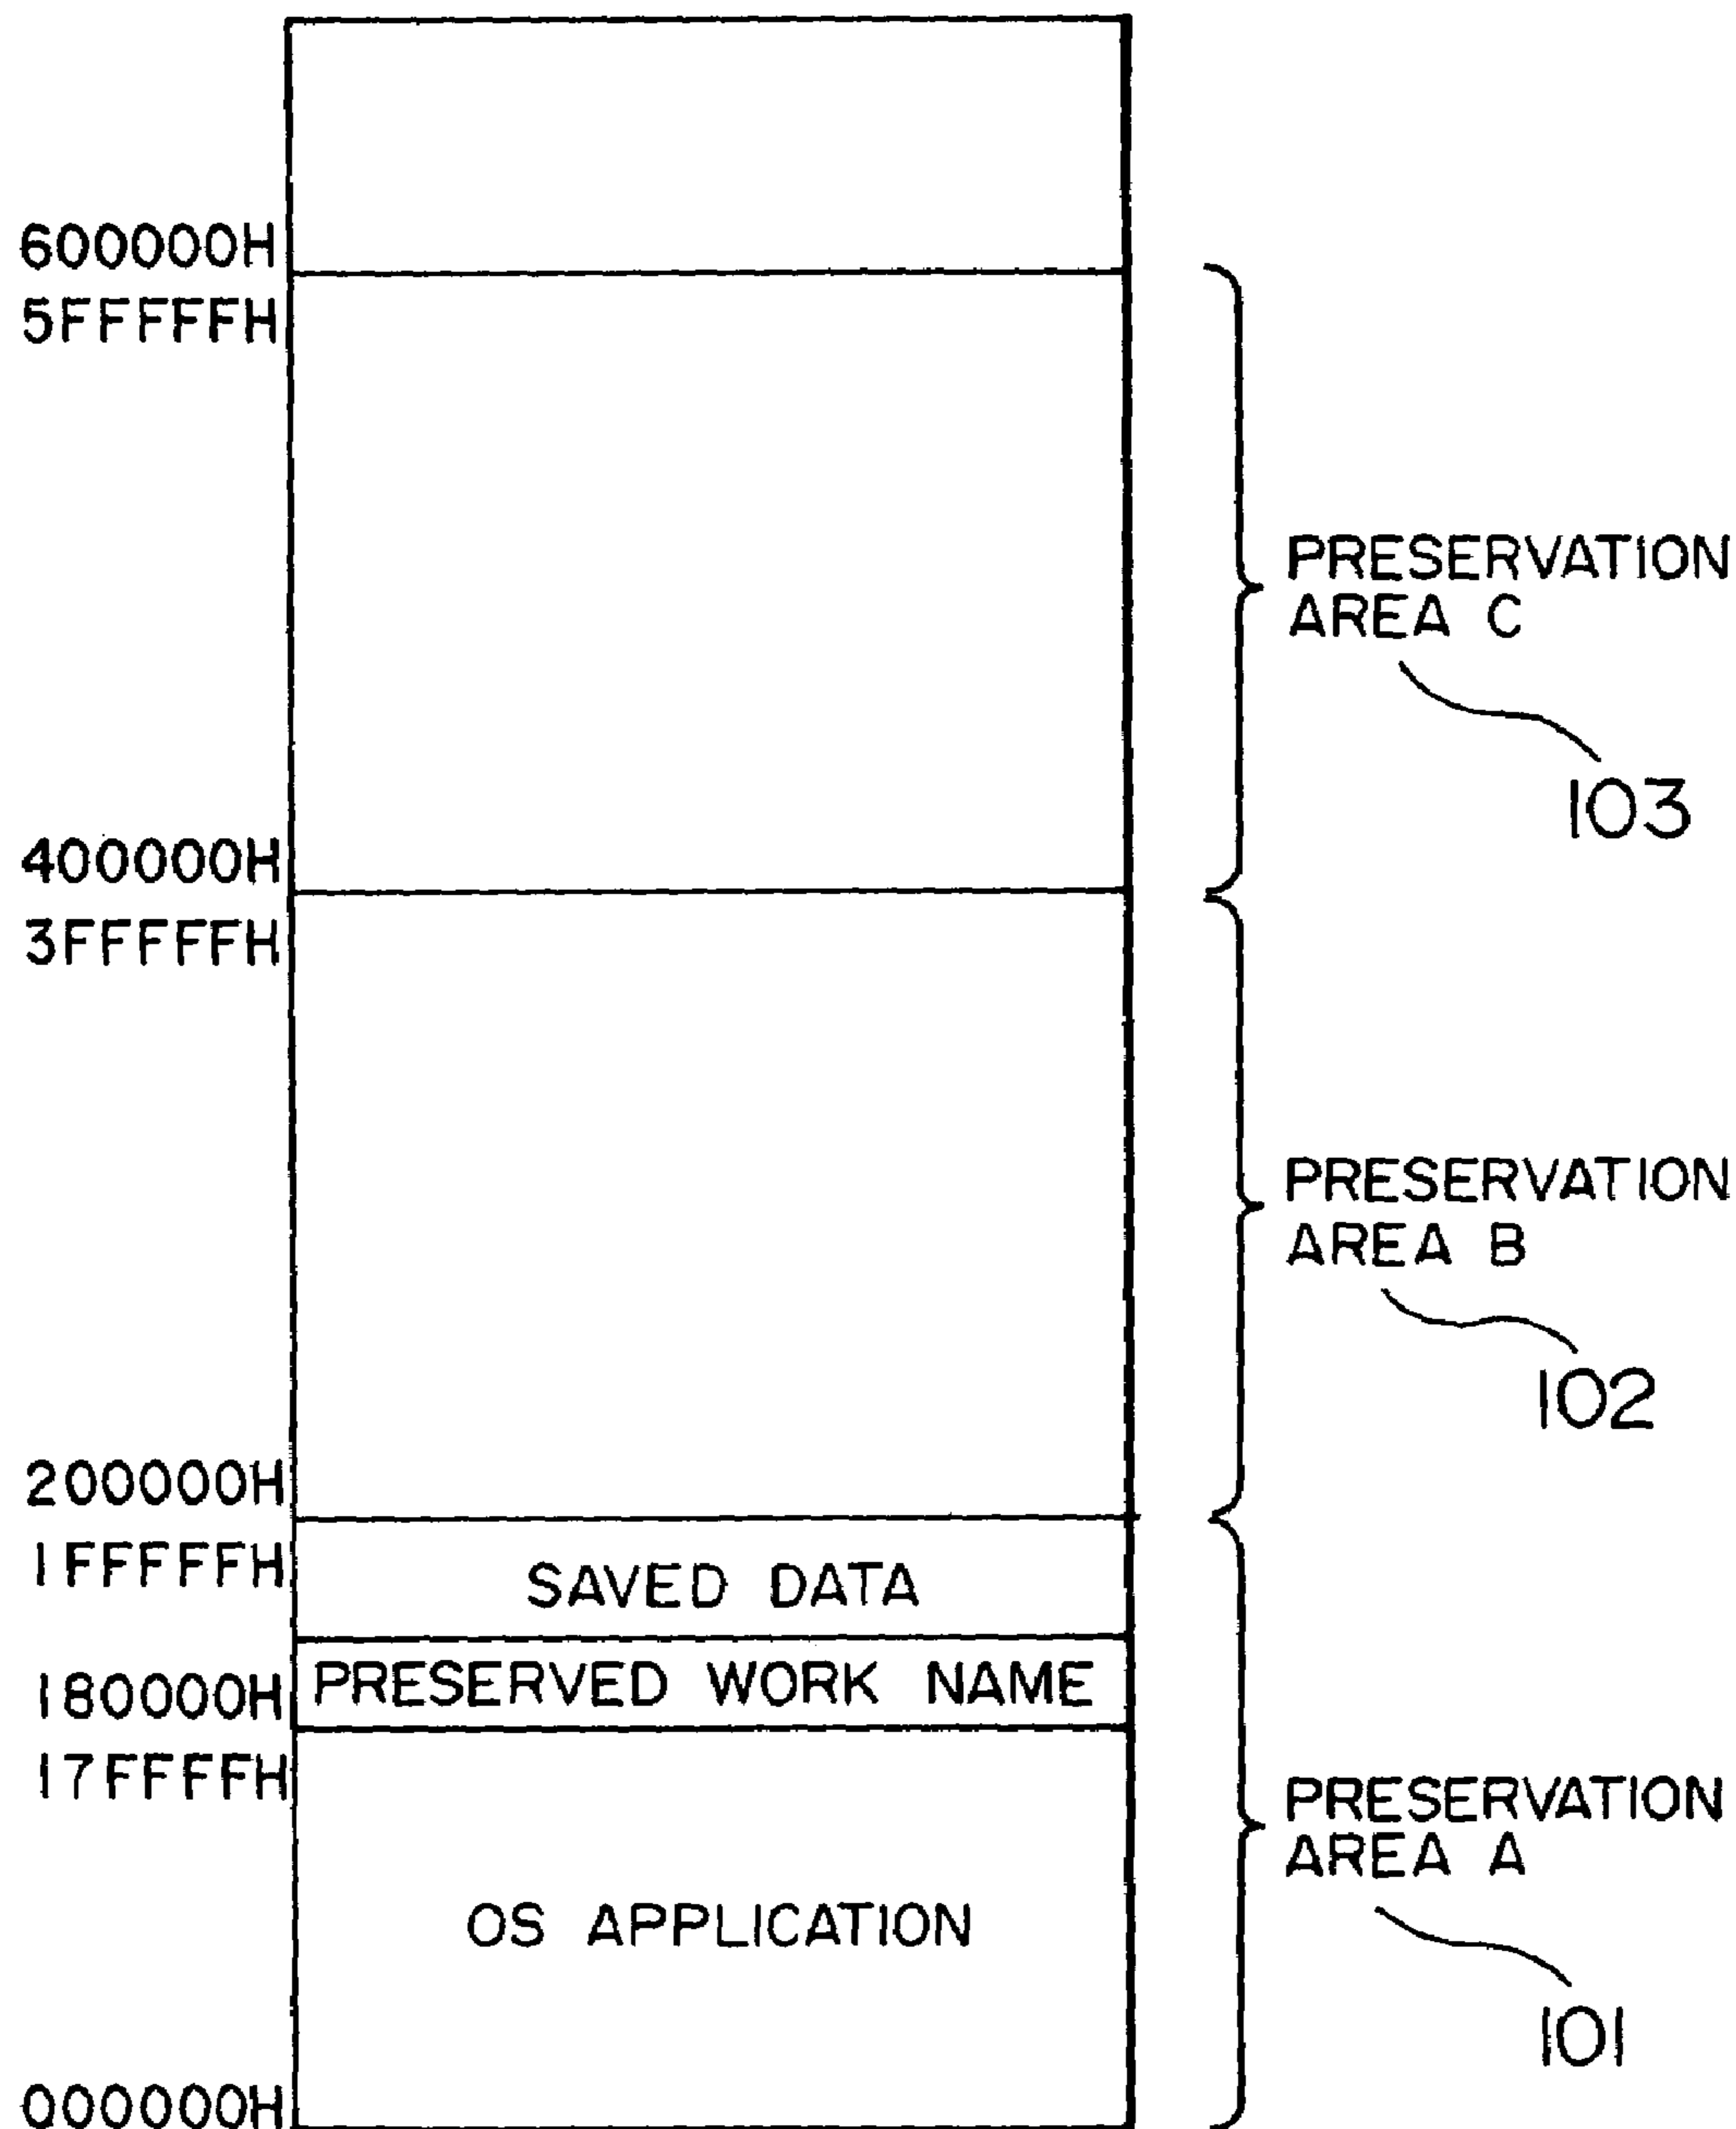 600000H
5FFFFFH
PRESERVATION
AREA C
103
400000H
3FFFFFH
PRESERVATION
AREA B
102
200000H
1FFFFFH
SAVED DATA
180000H
PRESERVED WORK NAME
17FFFFH
PRESERVATION
AREA A
OS APPLICATION
101
000000H